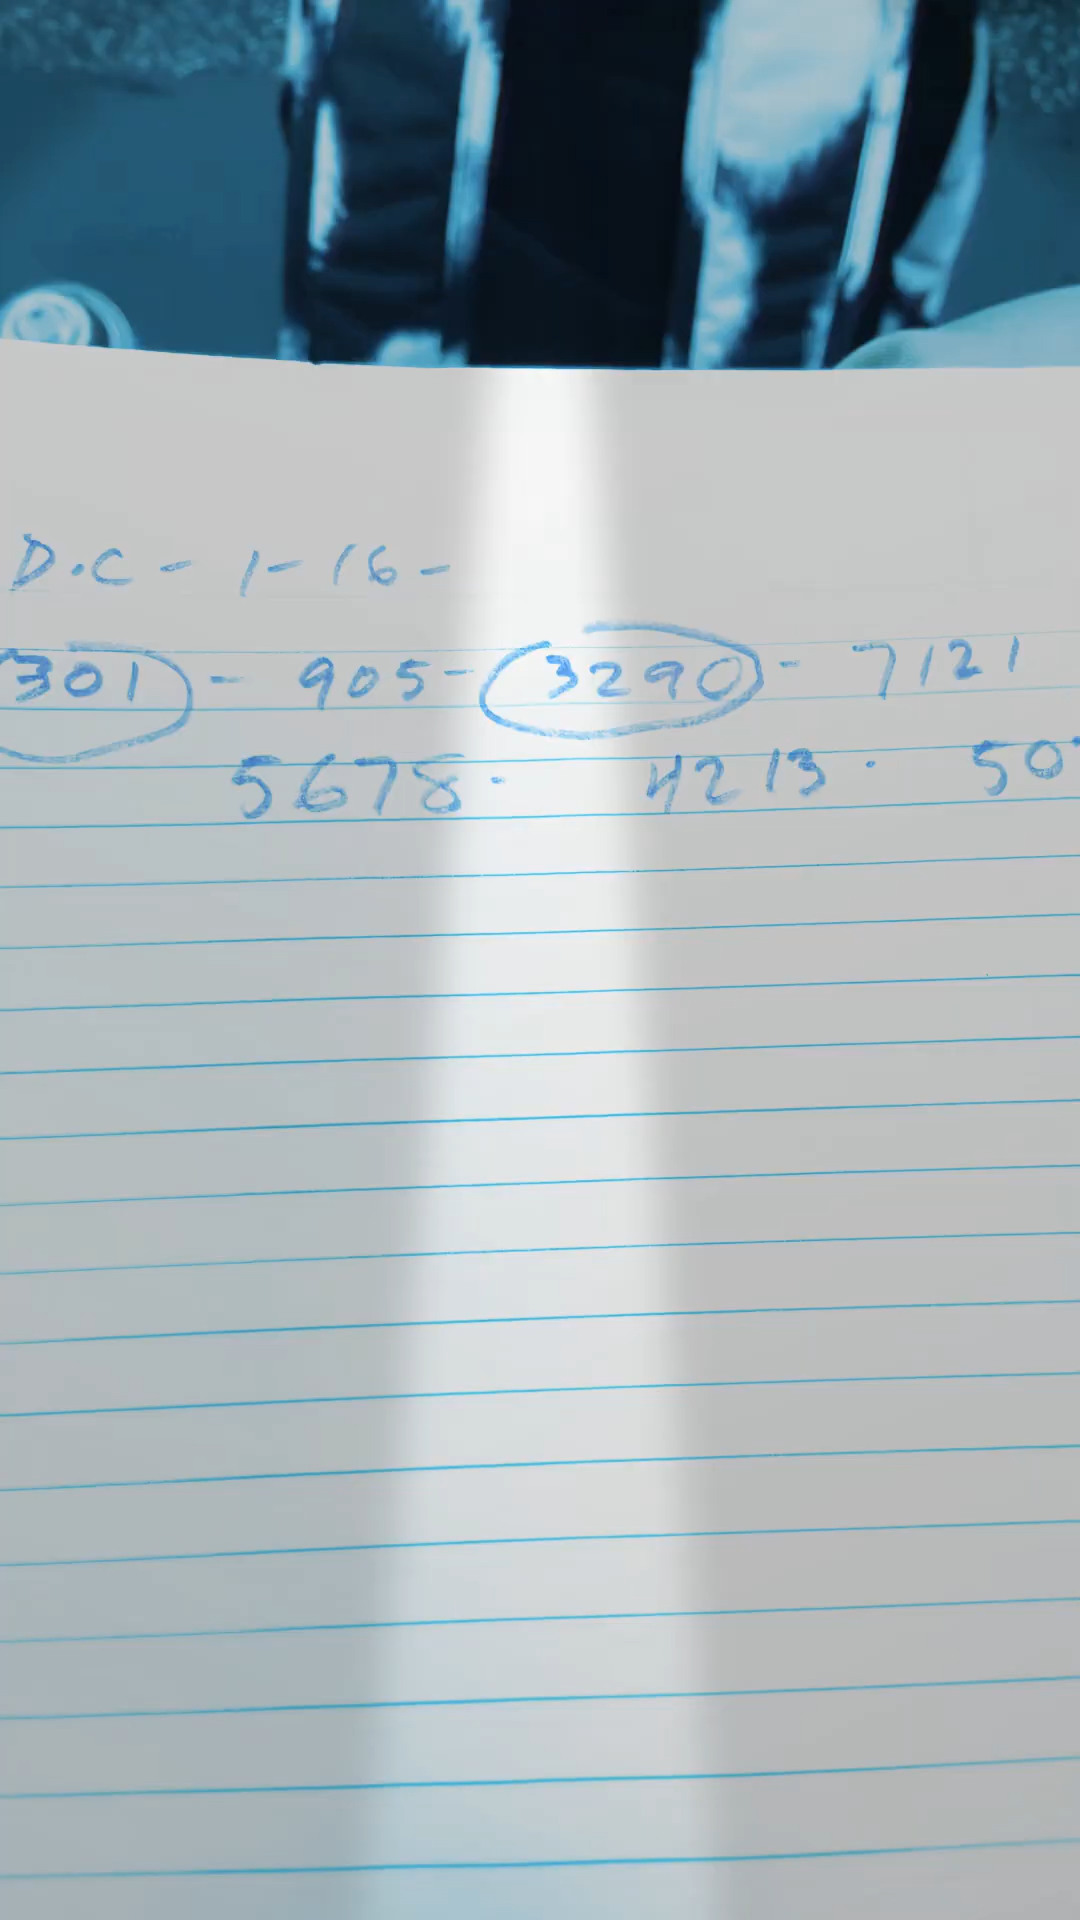 D.C - 1-16-
301 - 905 - 3290 - 7121
5678. 4213. 50